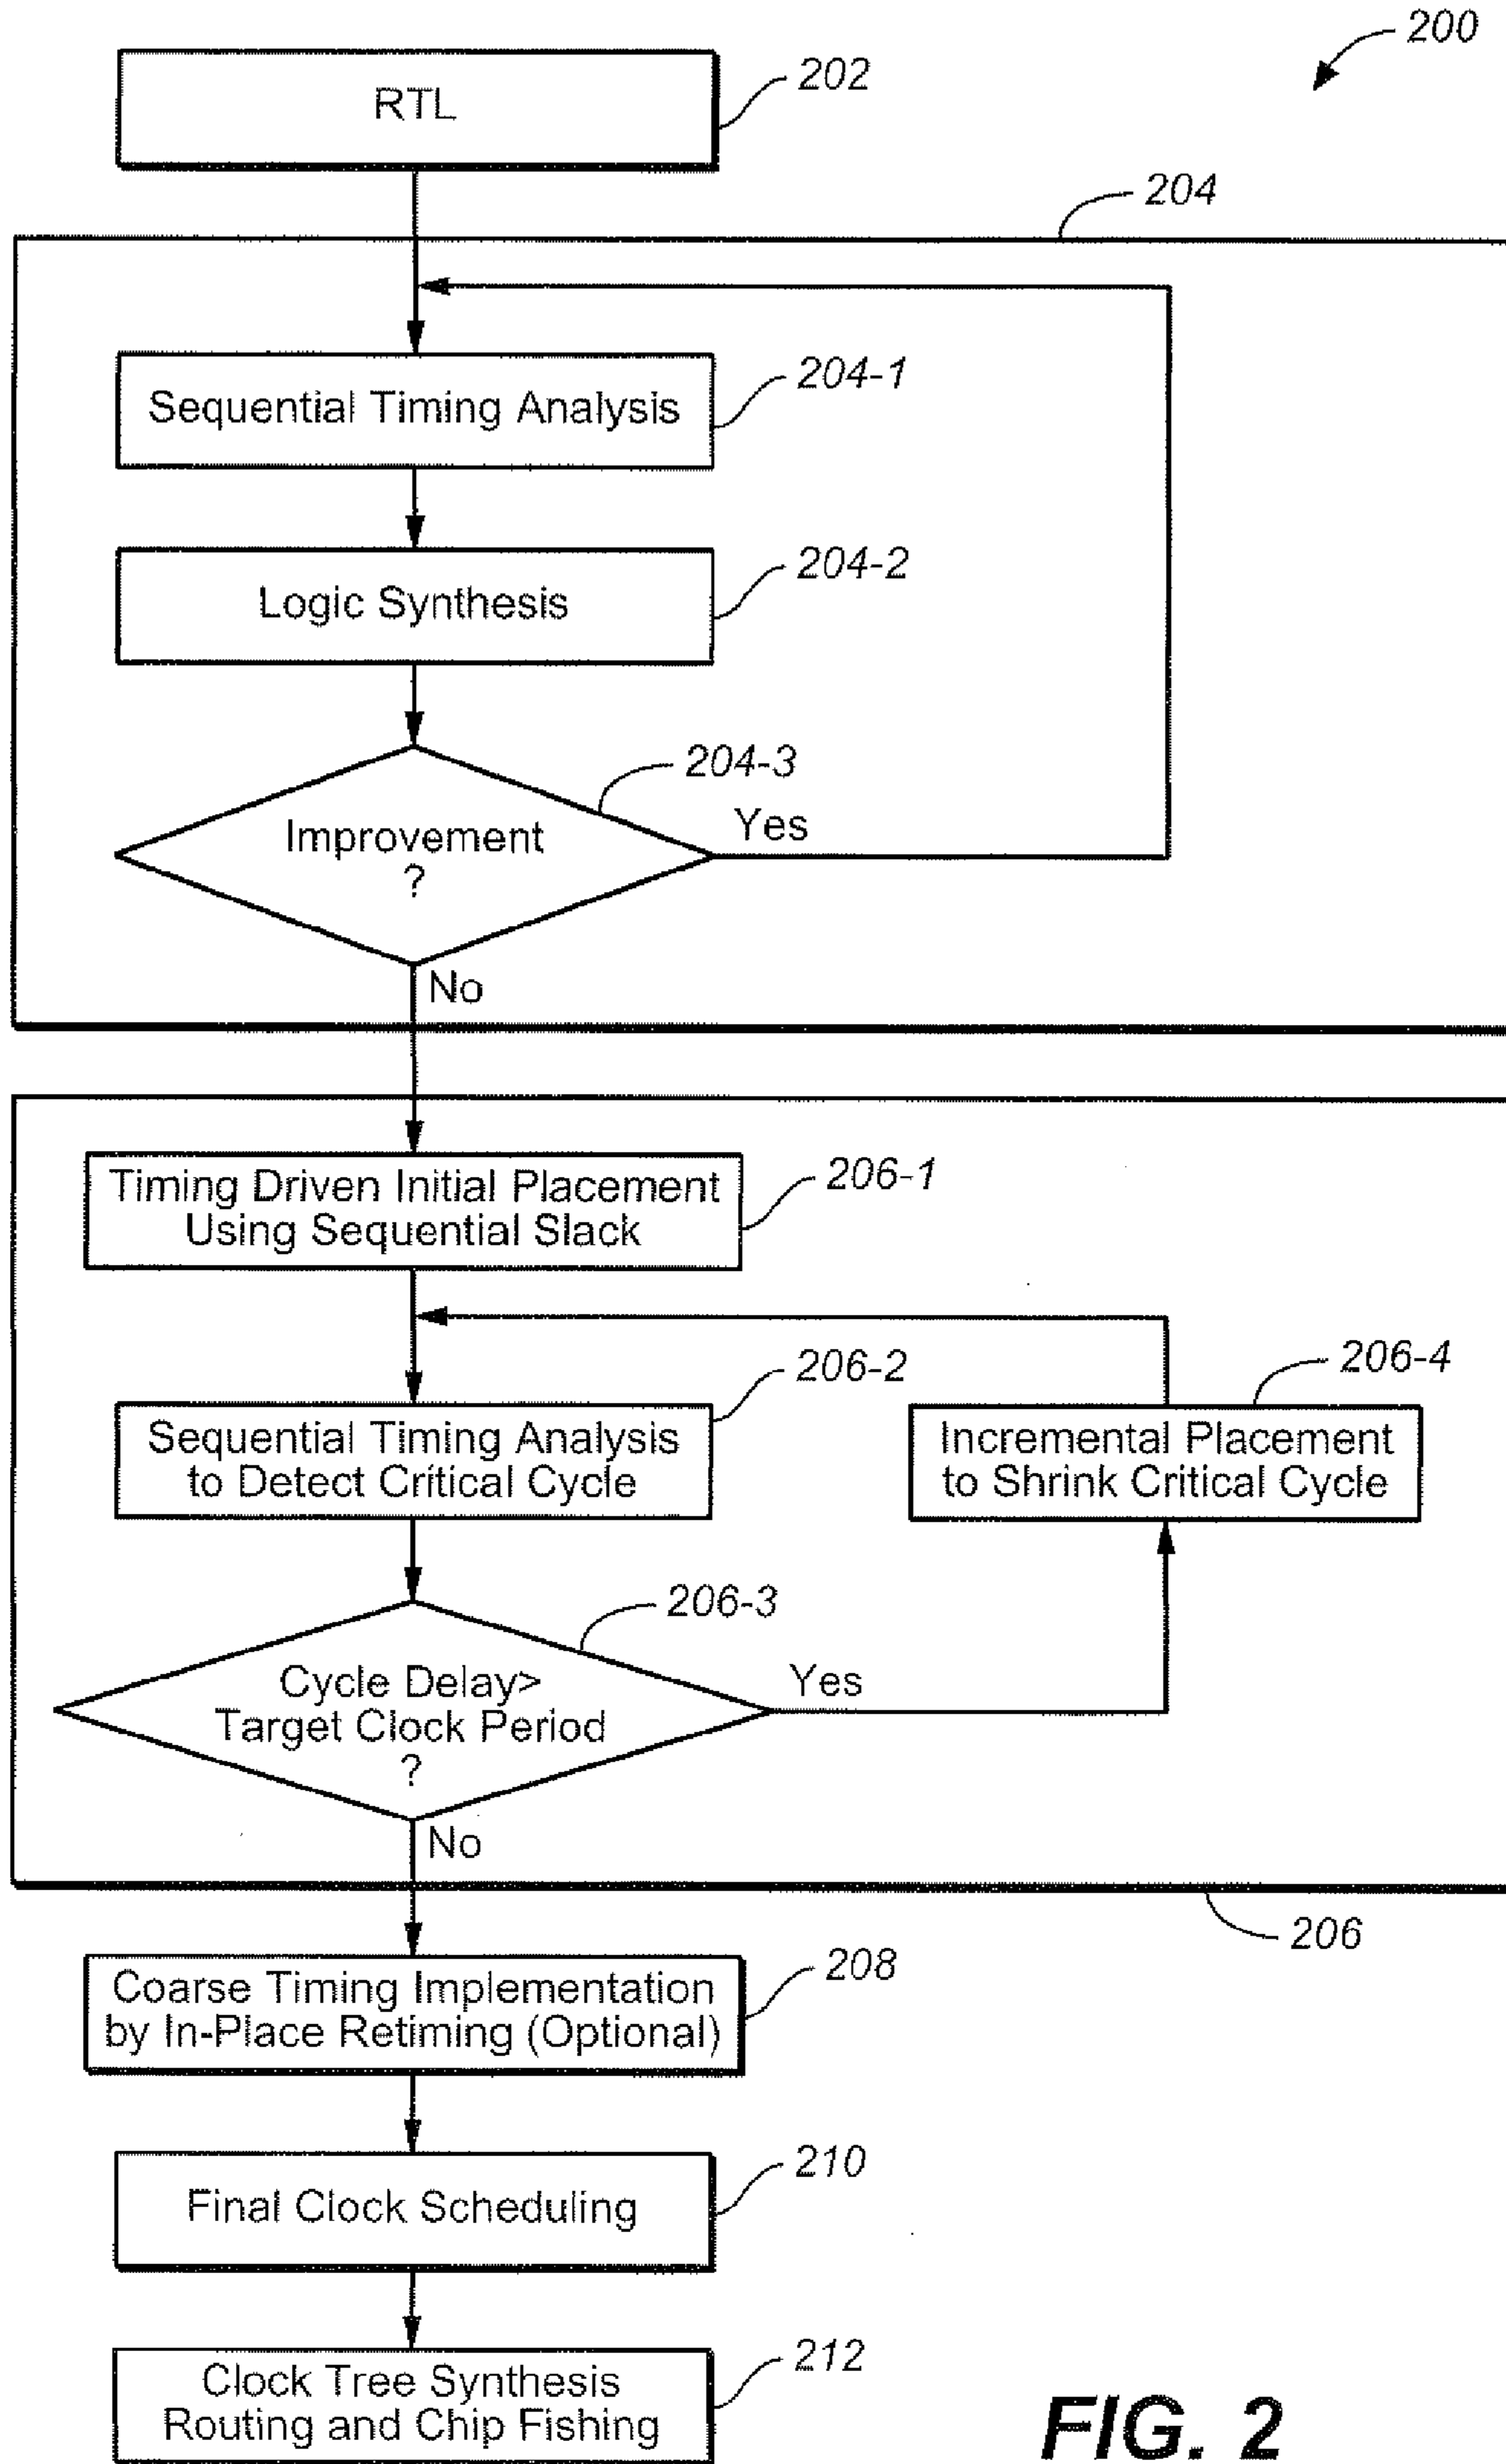 200
RTL
202
204
Sequential Timing Analysis
204-1
Logic Synthesis
204-2
204-3
Improvement
?
Yes
No
Timing Driven Initial Placement
Using Sequential Slack
206-1
206-2
206-4
Sequential Timing Analysis
to Detect Critical Cycle
Incremental Placement
to Shrink Critical Cycle
206-3
Cycle Delay>
Target Clock Period
?
Yes
No
206
Coarse Timing Implementation
by In-Place Retiming (Optional)
208
Final Clock Scheduling
210
Clock Tree Synthesis
Routing and Chip Fishing
212
FIG. 2